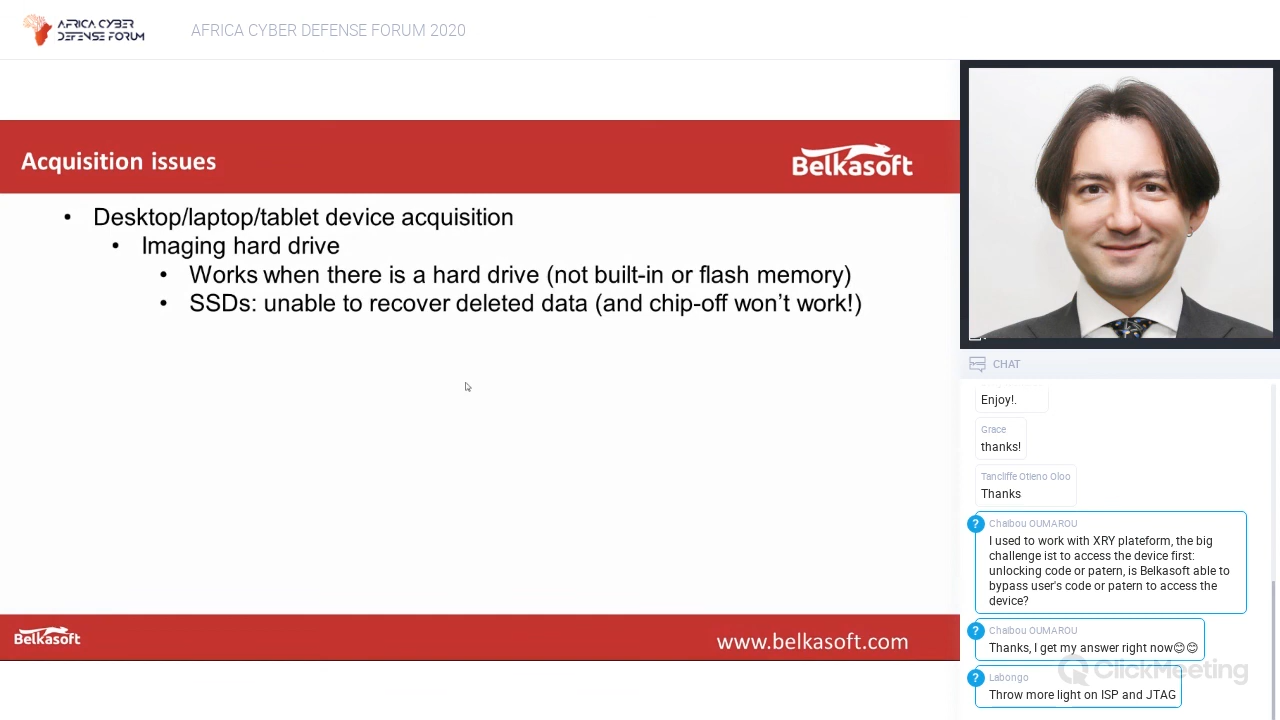 AFRICA CYBER
DEFENSE FORUM
AFRICA CYBER DEFENSE FORUM 2020
Acquisition issues
Belkasoft
• Desktop/laptop/tablet device acquisition
• Imaging hard drive
• Works when there is a hard drive (not built-in or flash memory)
• SSDs: unable to recover deleted data (and chip-off won't work!)
Belkasoft
www.belkasoft.com
CHAT
Enjoy!.
Grace
thanks!
Tancliffe Otieno Oloo
Thanks
?
Chaibou OUMAROU
I used to work with XRY plateform, the big
challenge ist to access the device first:
unlocking code or patern, is Belkasoft able to
bypass user's code or patern to access the
device?
?
Chaibou OUMAROU
Thanks, I get my answer right now😊😊
?
Labongo
Throw more light on ISP and JTAG
ClickMeeting